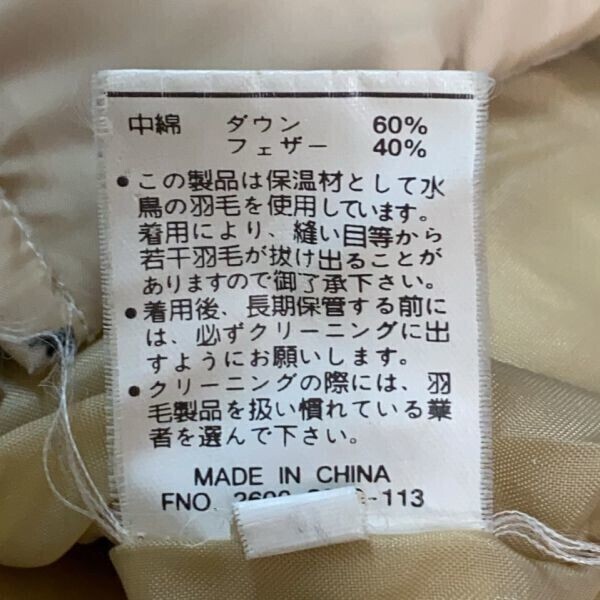 中綿 ダウン 60%
フェザー 40%
●この製品は保温材として水
鳥の羽毛を使用しています。
着用により、縫い目等から
若干羽毛が抜け出ることが
ありますので御了承下さい。
●着用後、長期保管する前に
は、必ずクリーニングに出
すようにお願いします。
●クリーニングの際には、羽
毛製品を扱い慣れている業
者を選んで下さい。
MADE IN CHINA
FNO. -113